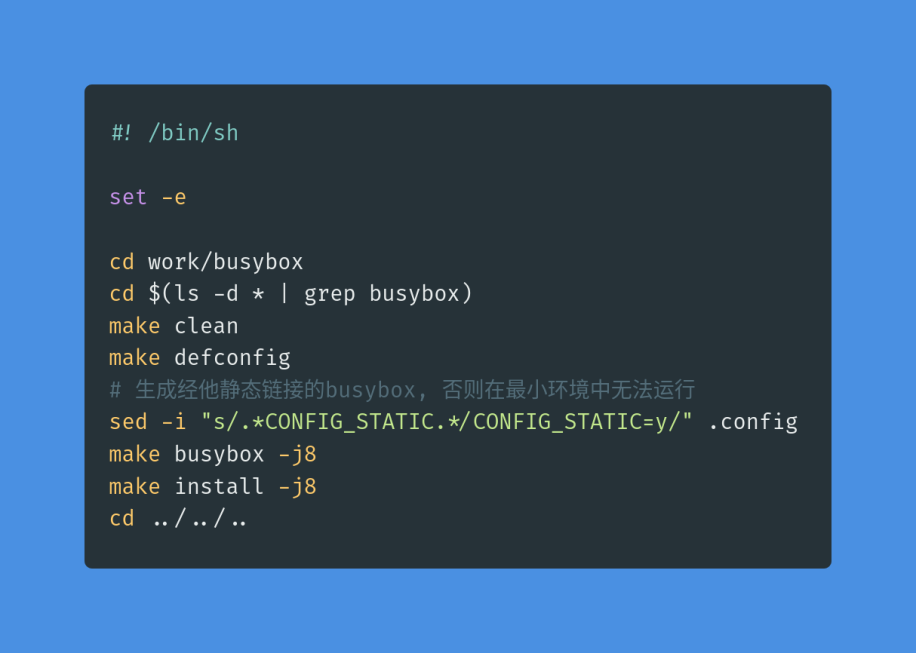 #! /bin/sh
set -e
cd work/busybox
cd $(ls -d * | grep busybox)
make clean
make defconfig
# 生成经他静态链接的busybox, 否则在最小环境中无法运行
sed -i "s/.*CONFIG_STATIC.*/CONFIG_STATIC=y/" .config
make busybox -j8
make install -j8
cd ../../..